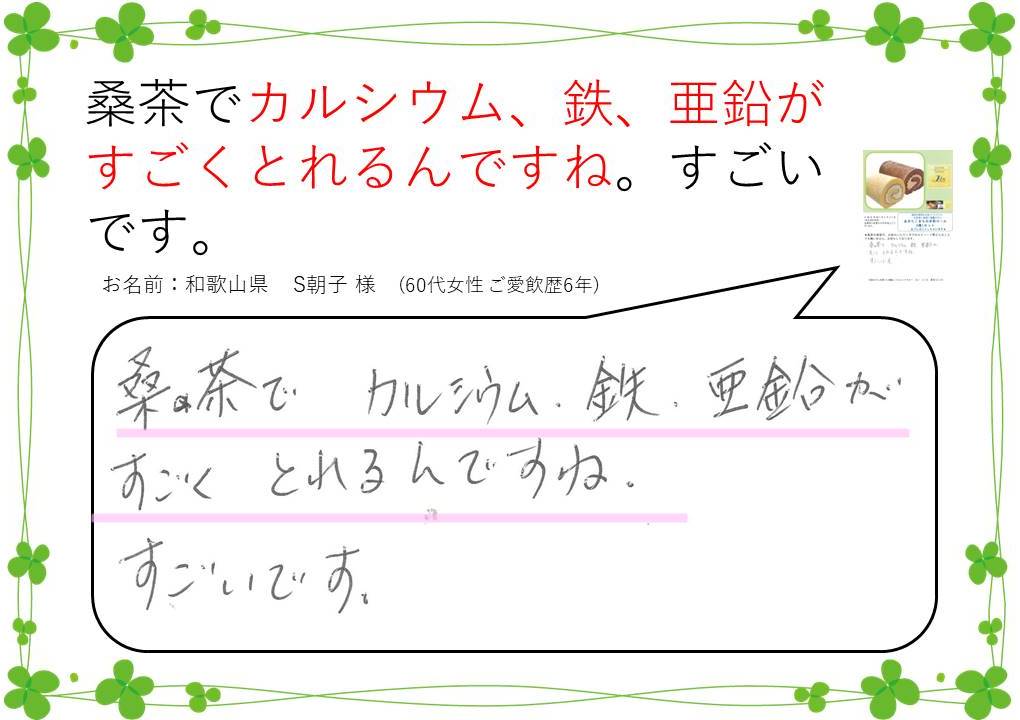 桑茶でカルシウム、鉄、亜鉛が
すごくとれるんですね。すごい
です。
お名前：和歌山県　S朝子 様　(60代女性 ご愛飲歴6年)
桑の茶で カルシウム．鉄．亜鉛が
すごく とれるんですね．
すごいです。